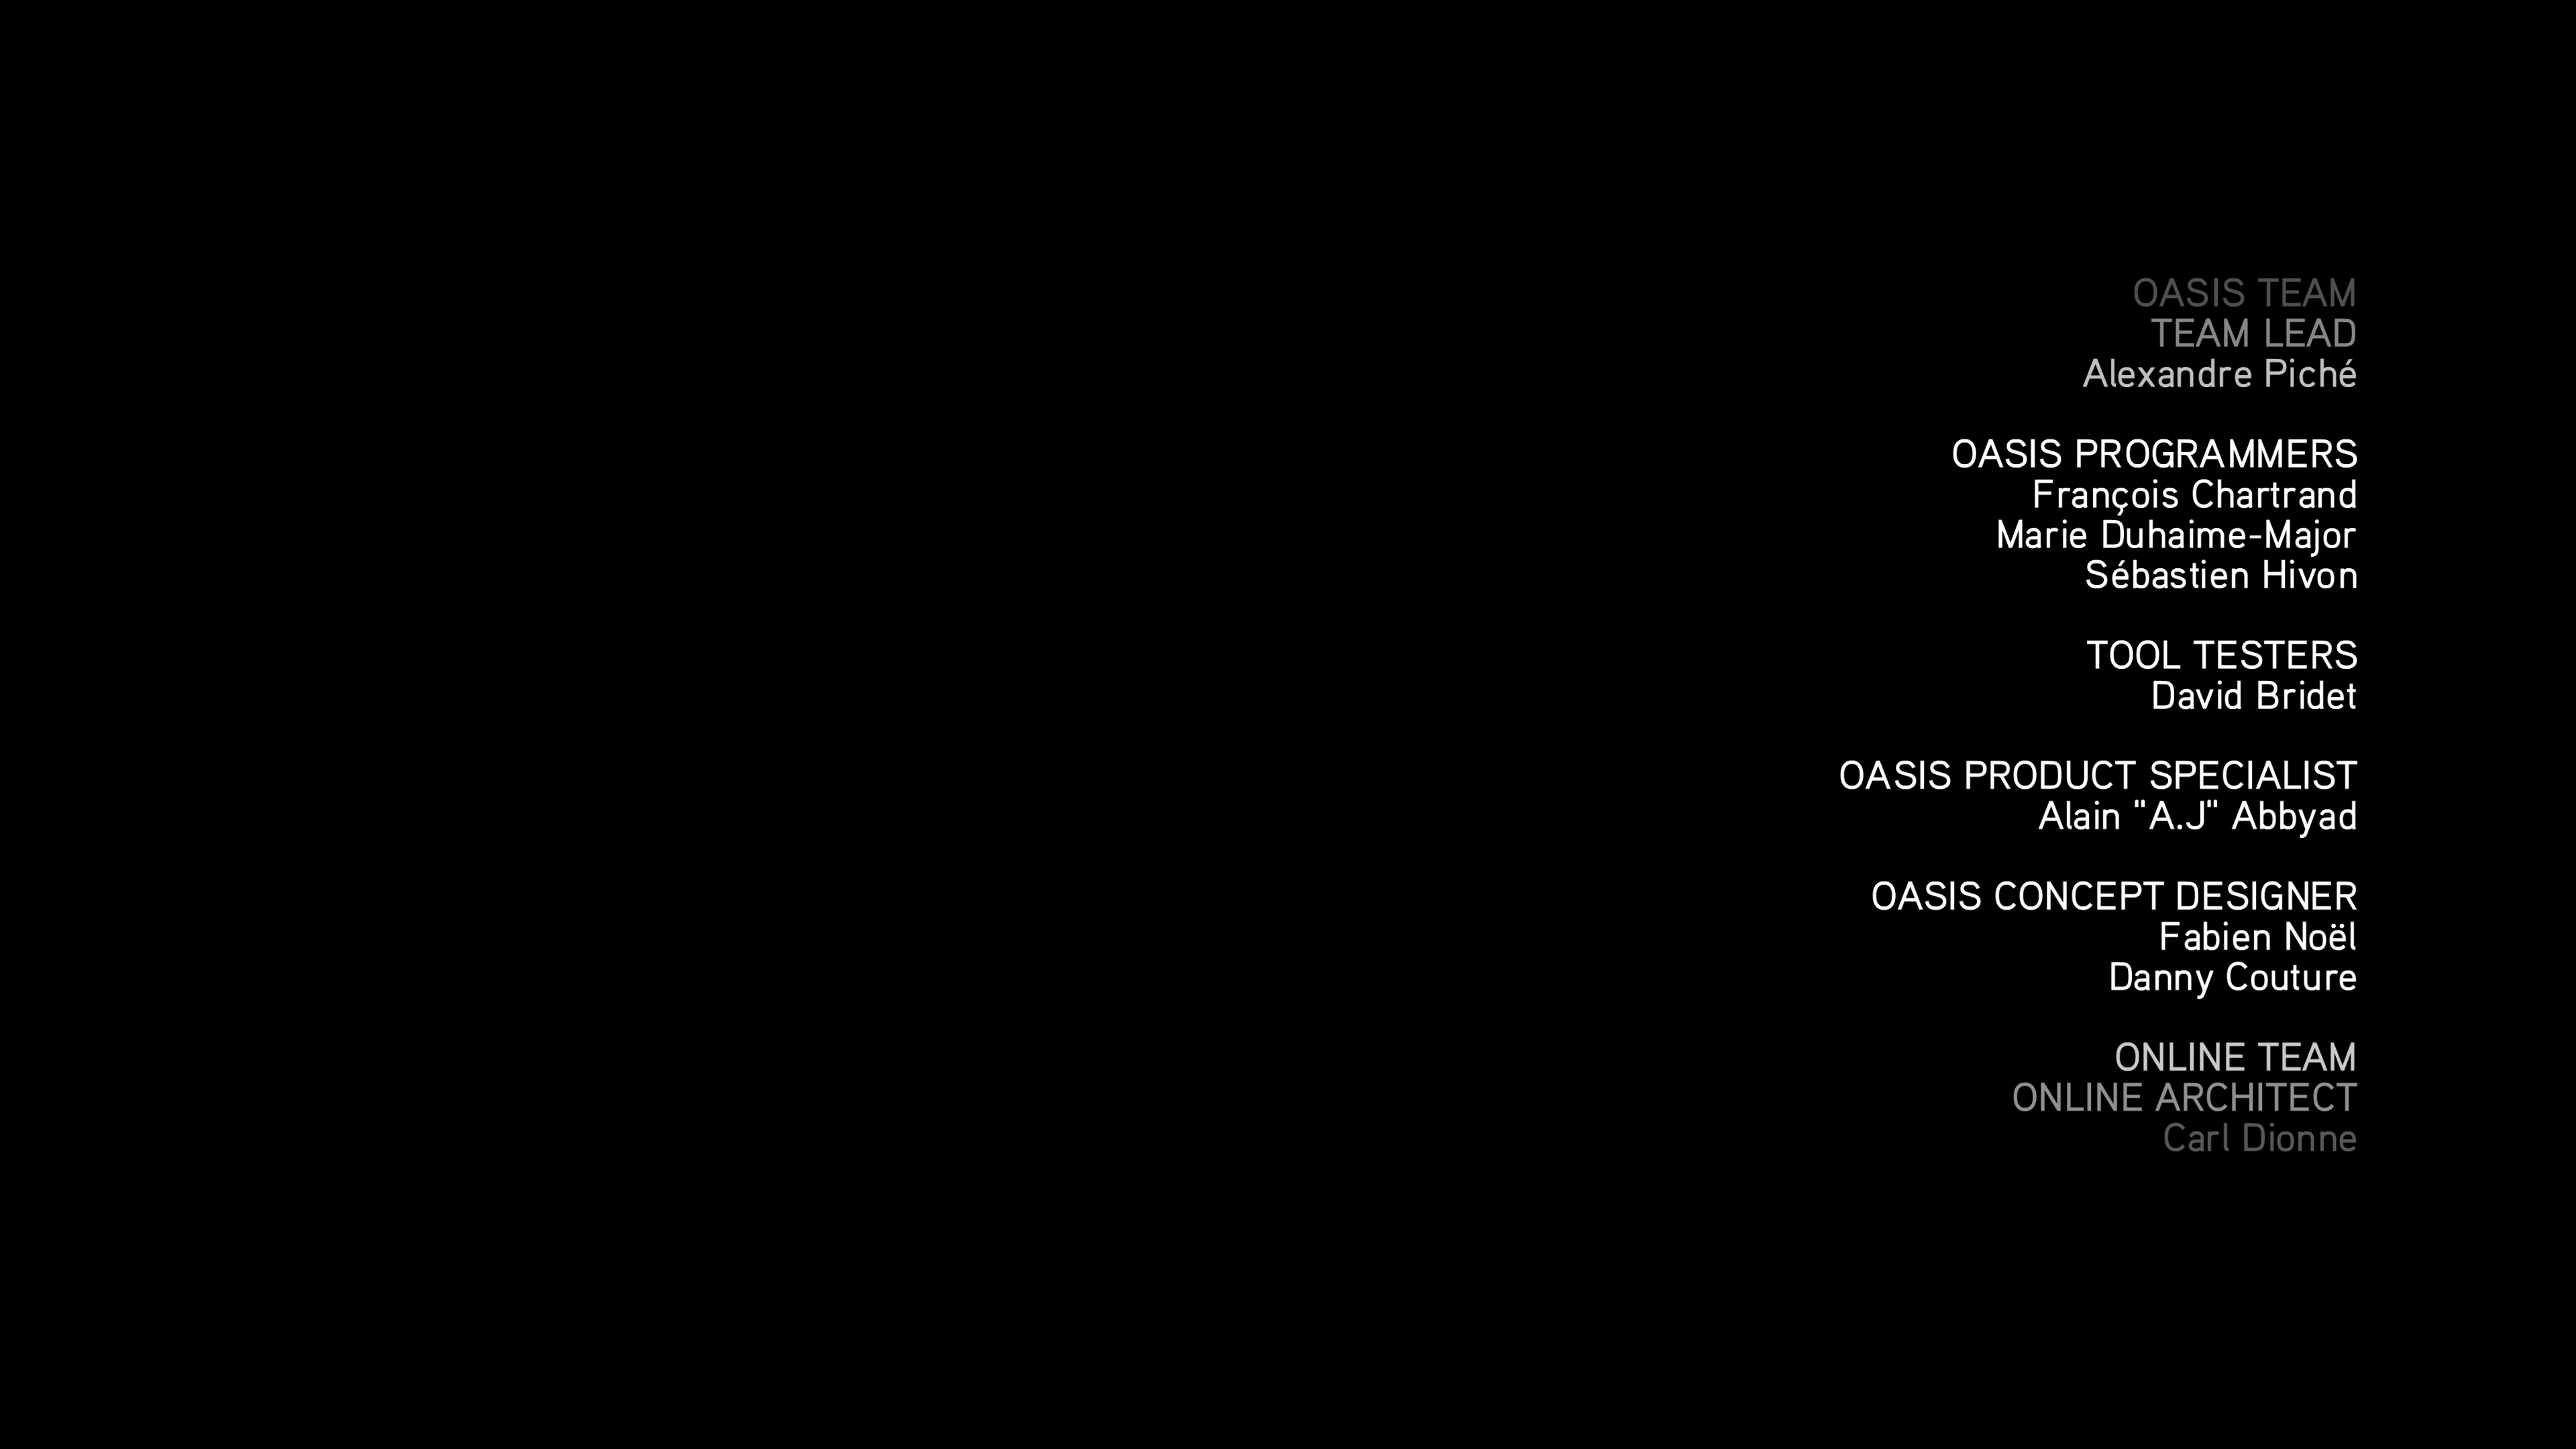 OASIS TEAM
TEAM LEAD
Alexandre Piché
OASIS PROGRAMMERS
François Chartrand
Marie Duhaime-Major
Sébastien Hivon
TOOL TESTERS
David Bridet
OASIS PRODUCT SPECIALIST
Alain "A.J" Abbyad
OASIS CONCEPT DESIGNER
Fabien Noël
Danny Couture
ONLINE TEAM
ONLINE ARCHITECT
Carl Dionne